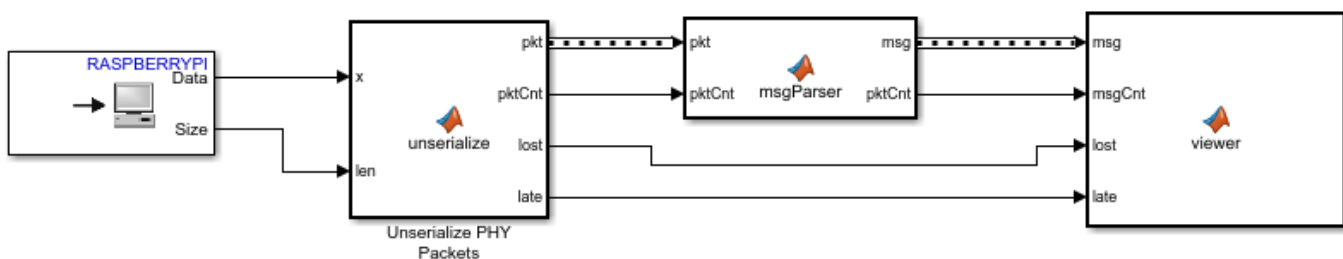 RASPBERRYPI
Data
Size
x
len
unserialize
pkt
pktCnt
lost
late
Unserialize PHY
Packets
pkt
pktCnt
msgParser
msg
pktCnt
msg
msgCnt
lost
late
viewer